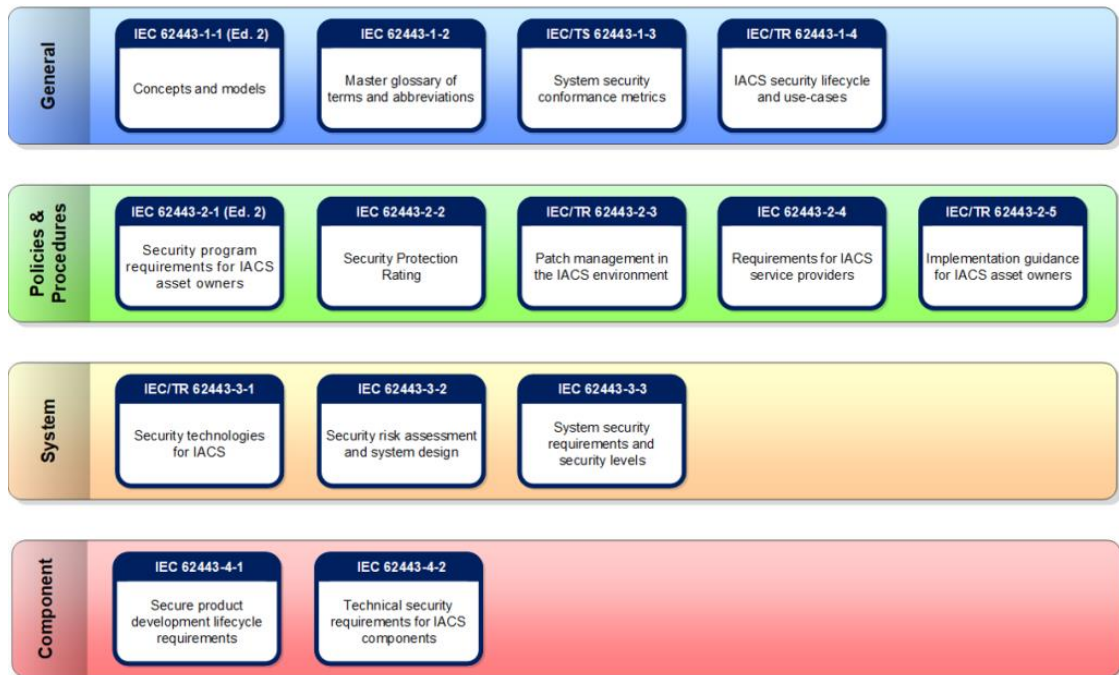 General
IEC 62443-1-1 (Ed. 2)
Concepts and models
IEC 62443-1-2
Master glossary of
terms and abbreviations
IEC/TS 62443-1-3
System security
conformance metrics
IEC/TR 62443-1-4
IACS security lifecycle
and use-cases
Policies &
Procedures
IEC 62443-2-1 (Ed. 2)
Security program
requirements for IACS
asset owners
IEC 62443-2-2
Security Protection
Rating
IEC/TR 62443-2-3
Patch management in
the IACS environment
IEC 62443-2-4
Requirements for IACS
service providers
IEC/TR 62443-2-5
Implementation guidance
for IACS asset owners
System
IEC/TR 62443-3-1
Security technologies
for IACS
IEC 62443-3-2
Security risk assessment
and system design
IEC 62443-3-3
System security
requirements and
security levels
Component
IEC 62443-4-1
Secure product
development lifecycle
requirements
IEC 62443-4-2
Technical security
requirements for IACS
components